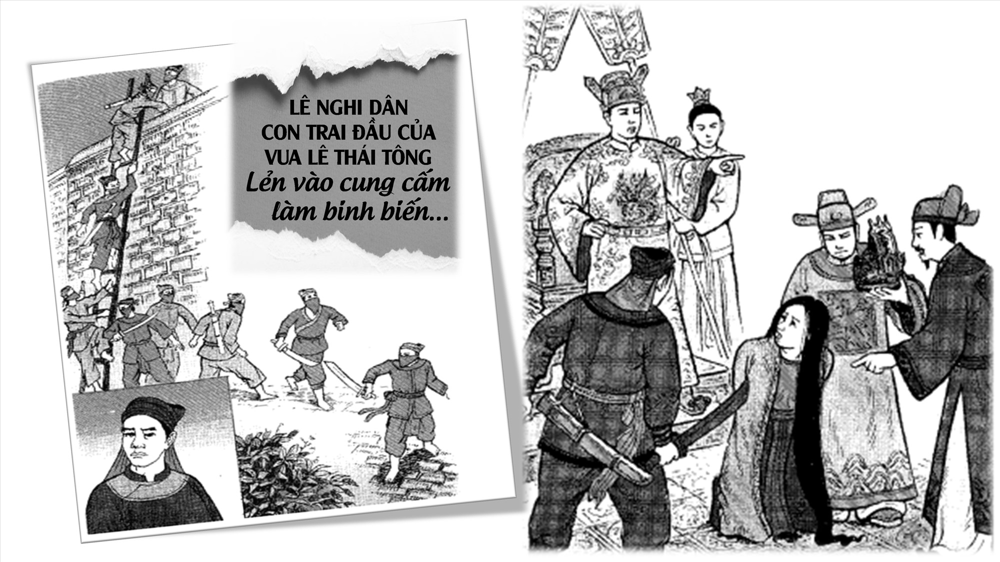 LÊ NGHI DÂN
CON TRAI ĐẦU CỦA
VUA LÊ THÁI TÔNG
Lẻn vào cung cấm
làm binh biến...